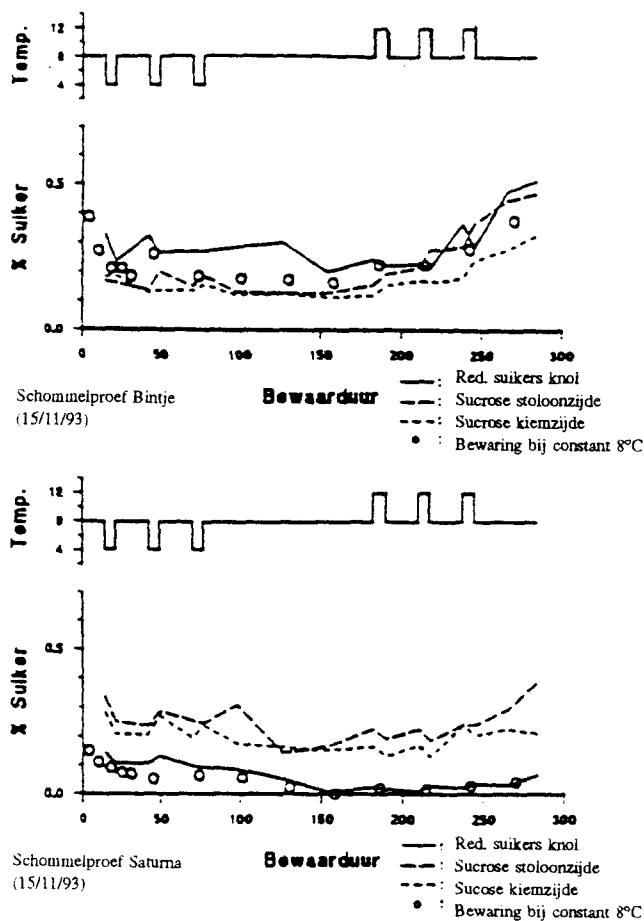 Temp.
12
8
4
% Suiker
0.5
0.0
0 50 100 150 200 250 300
Bewaarduur
Schommelproef Bintje
(15/11/93)
: Red. suikers knol
: Sucrose stoloonzijde
: Sucrose kiemzijde
: Bewaring bij constant 8°C
Temp.
12
8
4
% Suiker
0.5
0.0
0 50 100 150 200 250 300
Bewaarduur
Schommelproef Saturna
(15/11/93)
: Red. suikers knol
: Sucrose stoloonzijde
: Sucose kiemzijde
: Bewaring bij constant 8°C